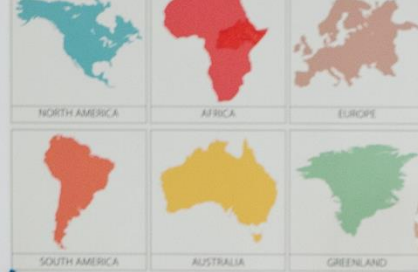 NORTH AMERICA
AFRICA
EUROPE
SOUTH AMERICA
AUSTRALIA
GREENLAND